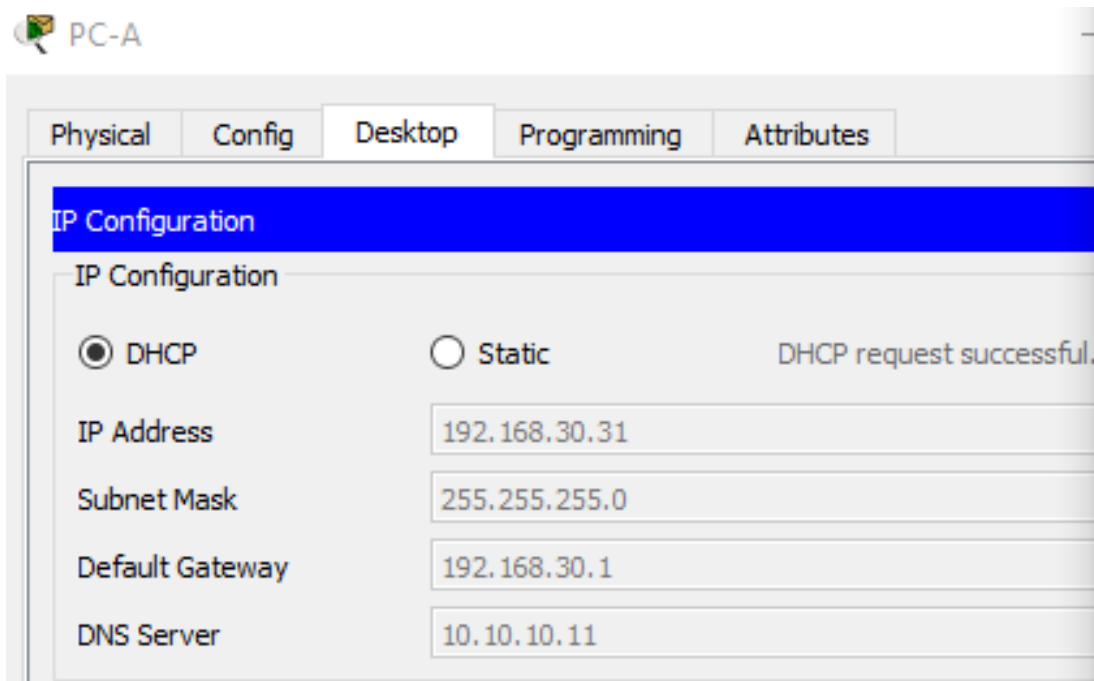 PC-A
Physical Config Desktop Programming Attributes
IP Configuration
IP Configuration
DHCP Static DHCP request successful.
IP Address 192.168.30.31
Subnet Mask 255.255.255.0
Default Gateway 192.168.30.1
DNS Server 10.10.10.11